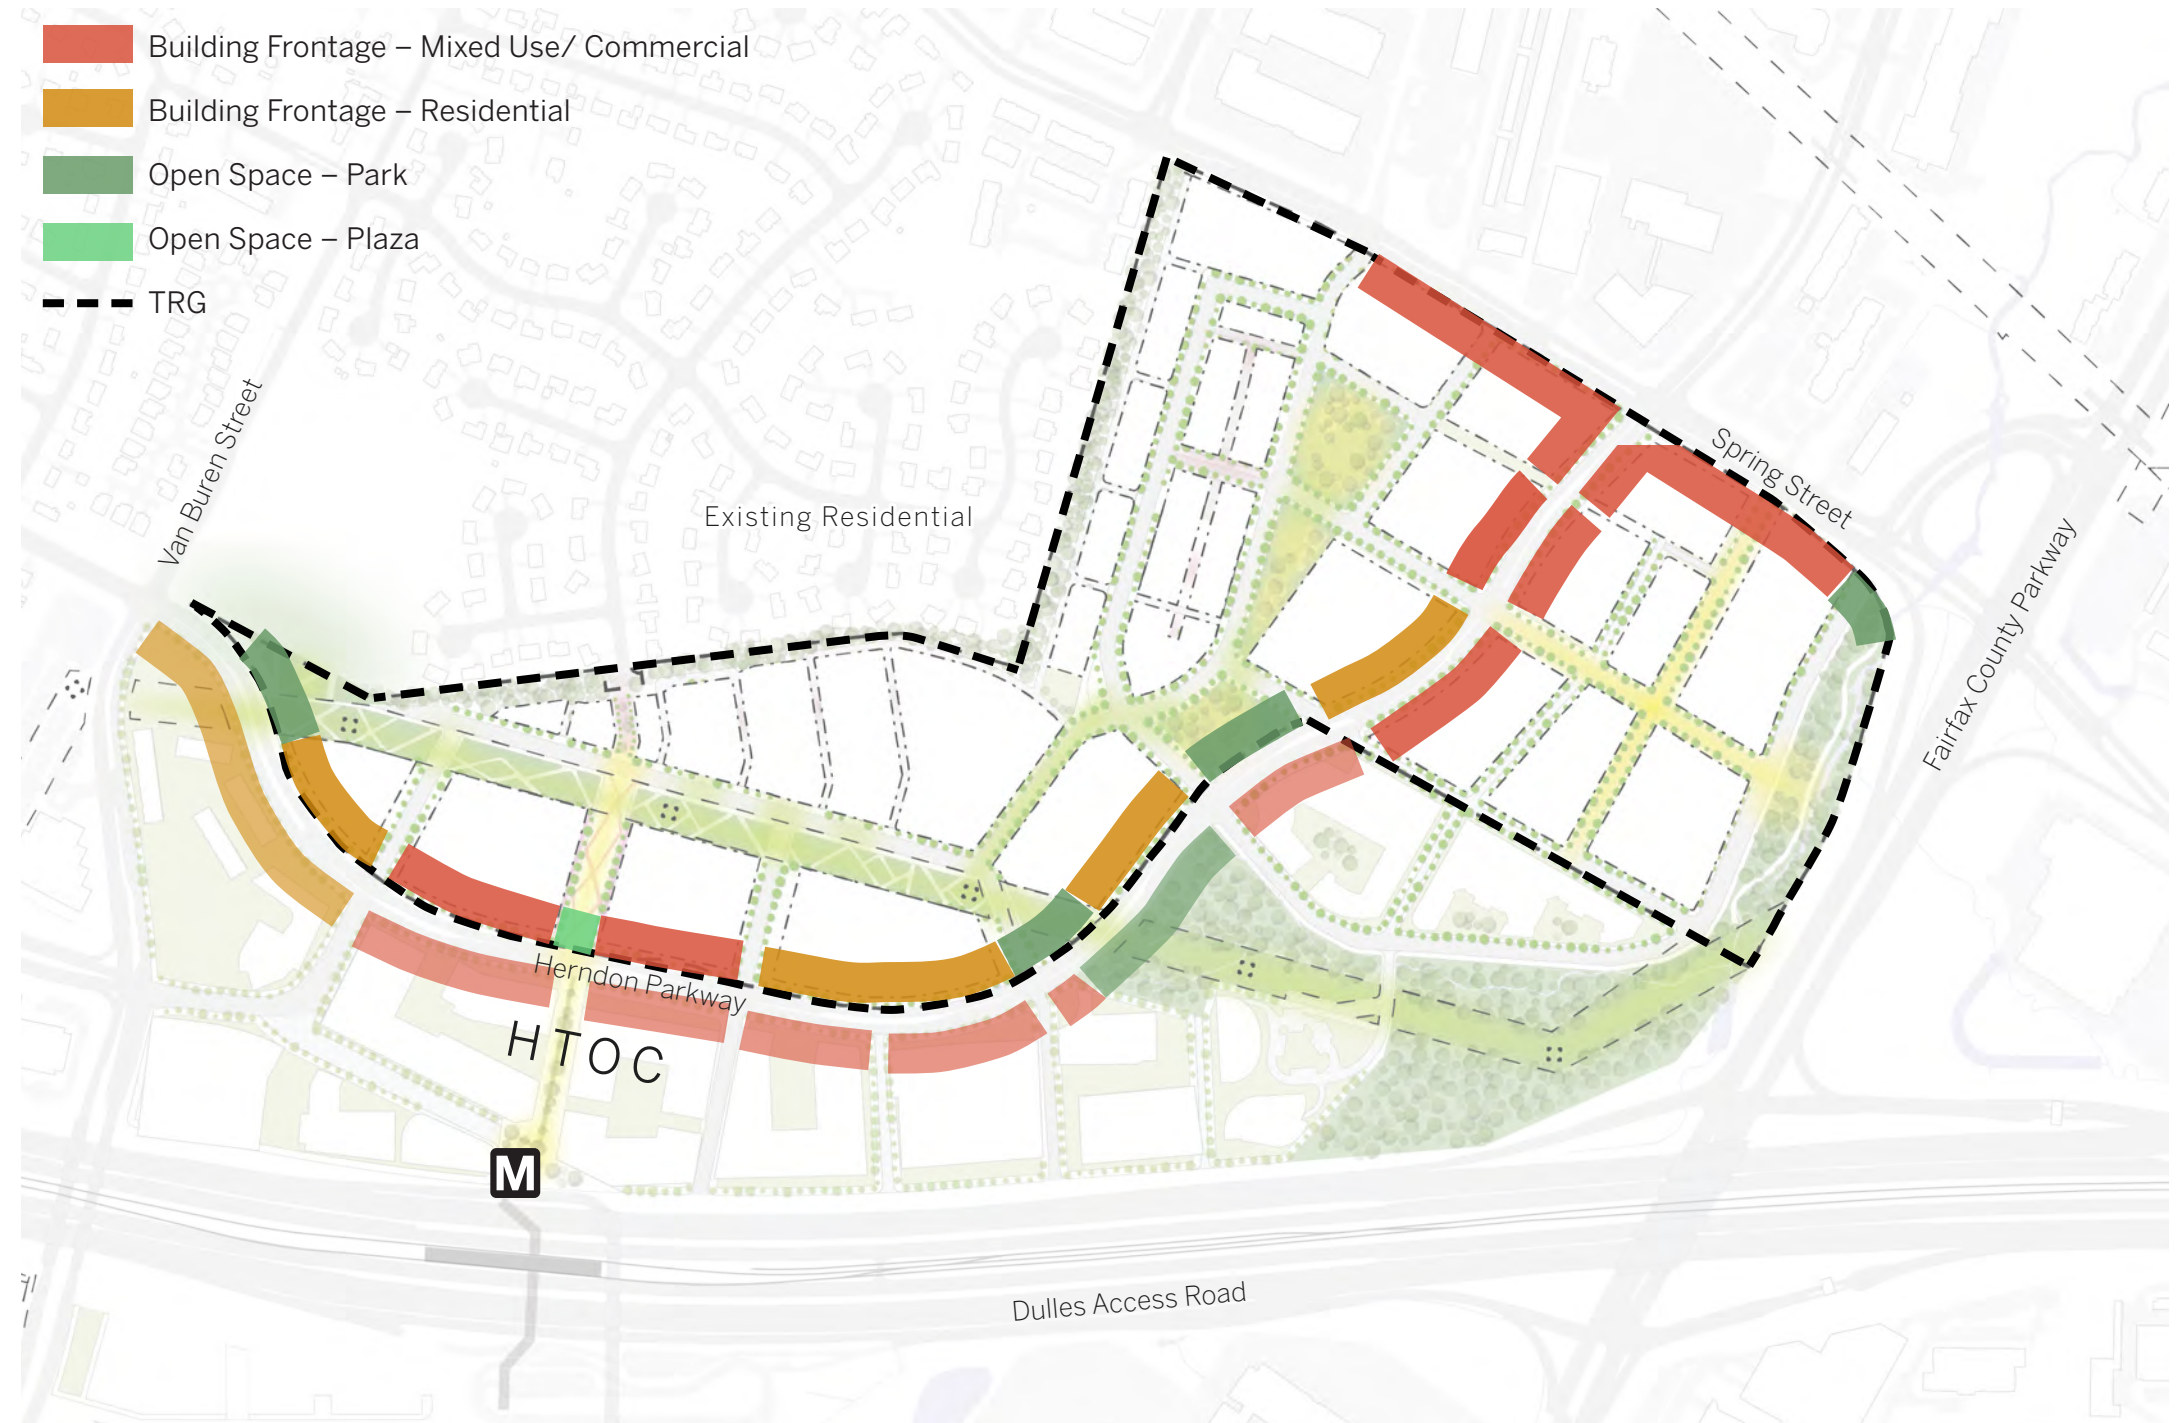 Building Frontage – Mixed Use/ Commercial
Building Frontage – Residential
Open Space – Park
Open Space – Plaza
TRG
Van Buren Street
Existing Residential
Spring Street
Fairfax County Parkway
Herndon Parkway
HTOC
M
Dulles Access Road